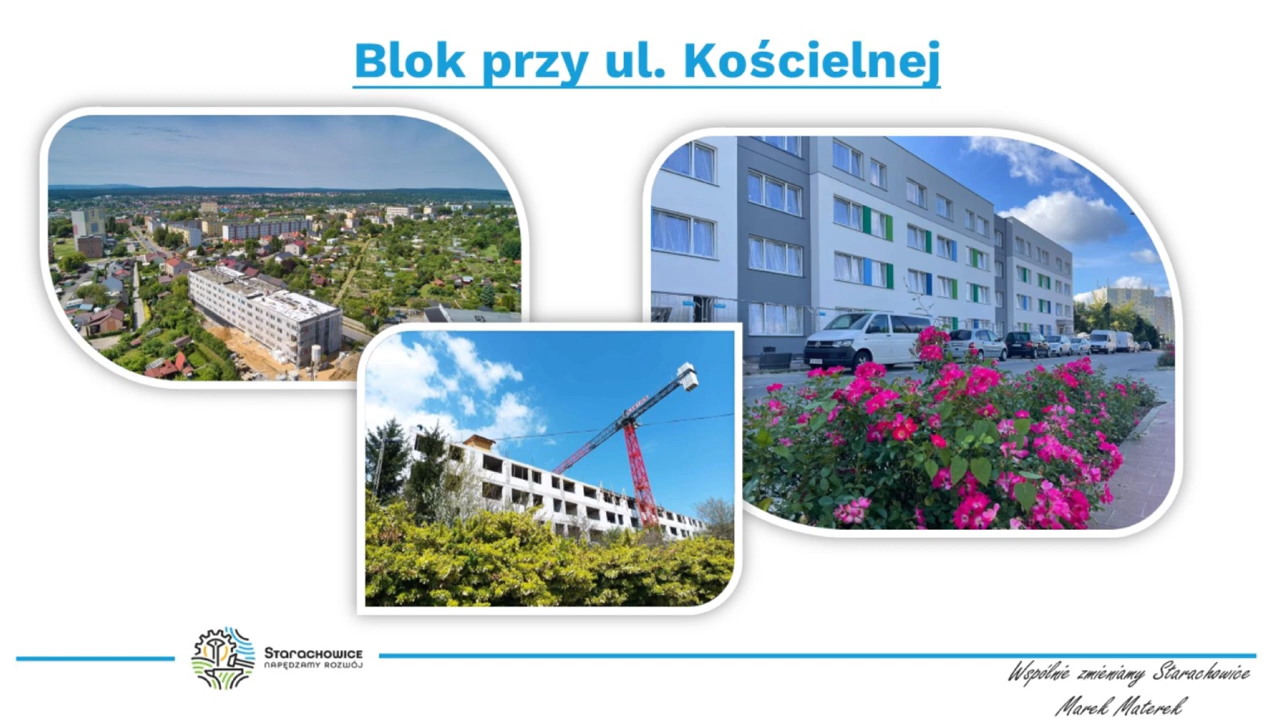 Blok przy ul. Kościelnej
Starachowice
NAPĘDZAMY ROZWÓJ
Wspólnie zmieniamy Starachowice
Marek Materek